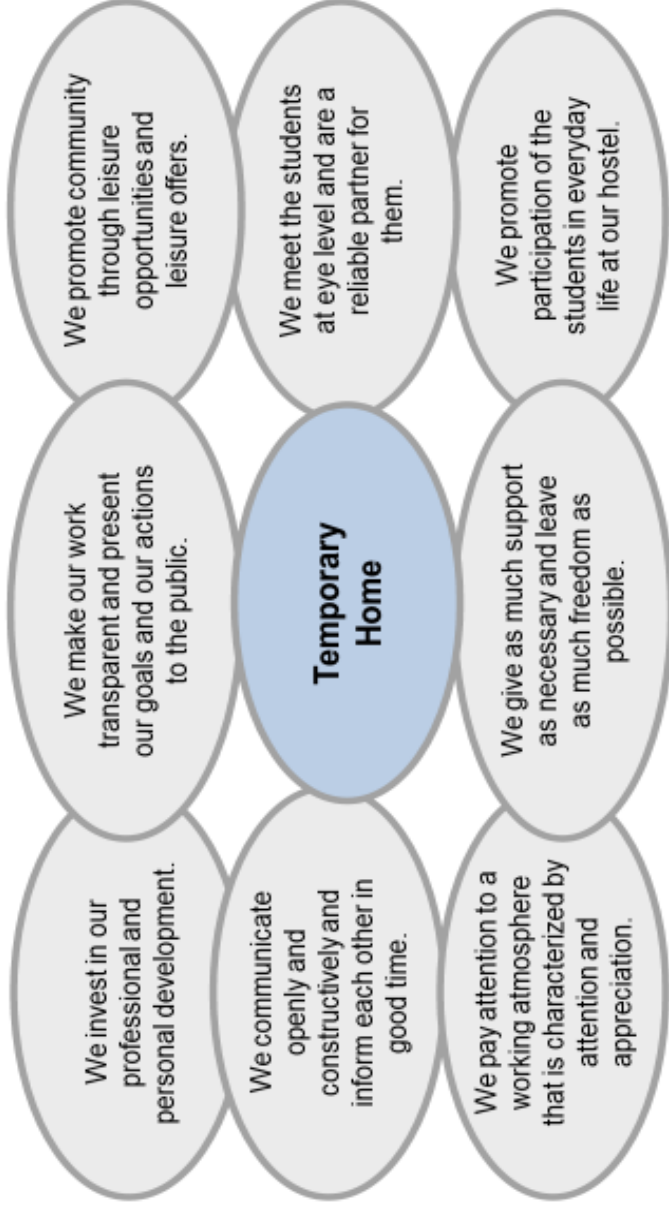 We invest in our
professional and
personal development.
We make our work
transparent and present
our goals and our actions
to the public.
We promote community
through leisure
opportunities and
leisure offers.
We communicate
openly and
constructively and
inform each other in
good time.
Temporary
Home
We meet the students
at eye level and are a
reliable partner for
them.
We pay attention to a
working atmosphere
that is characterized by
attention and
appreciation.
We give as much support
as necessary and leave
as much freedom as
possible.
We promote
participation of the
students in everyday
life at our hostel.